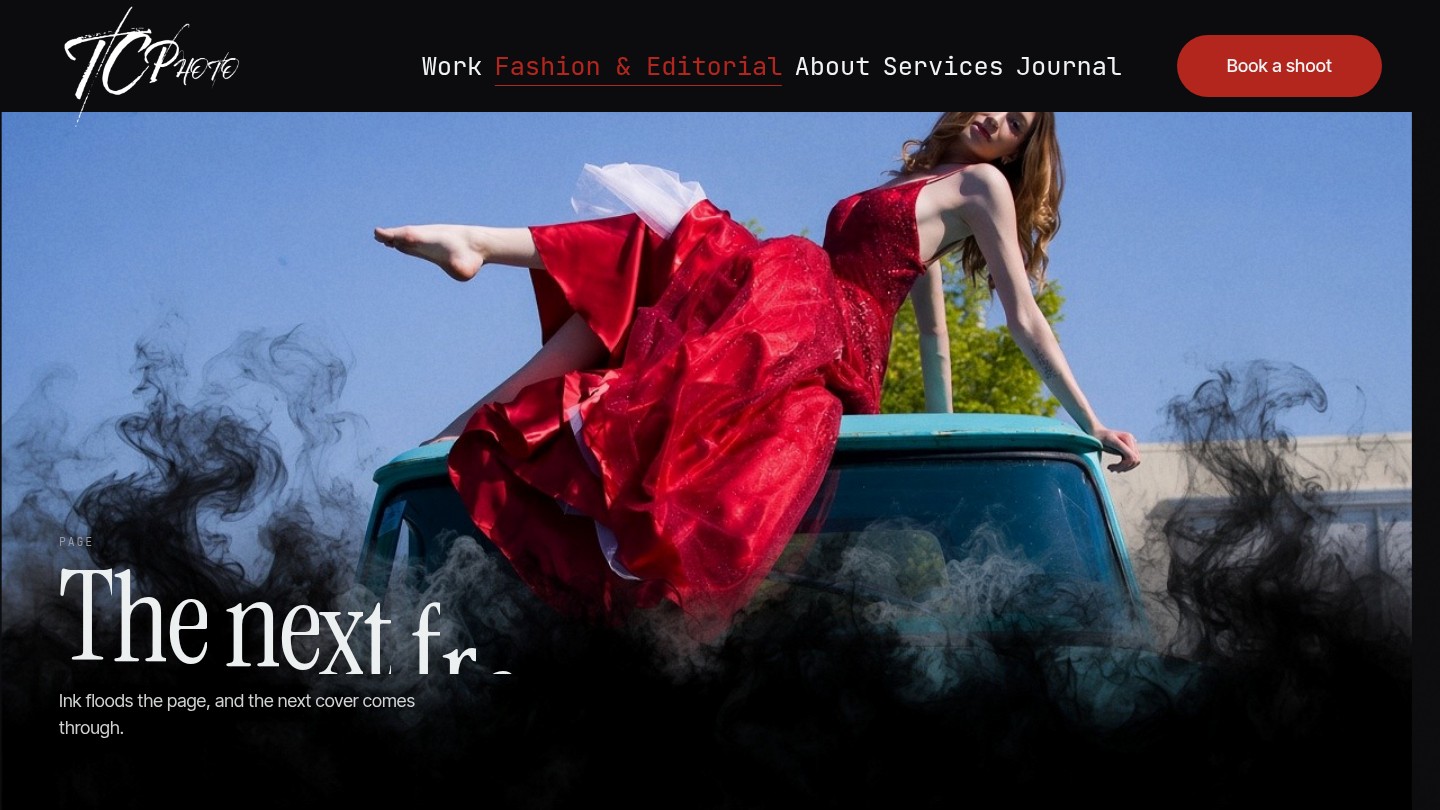 TCPHOTO
Work Fashion & Editorial About Services Journal
Book a shoot
PAGE
The next fr
Ink floods the page, and the next cover comes
through.